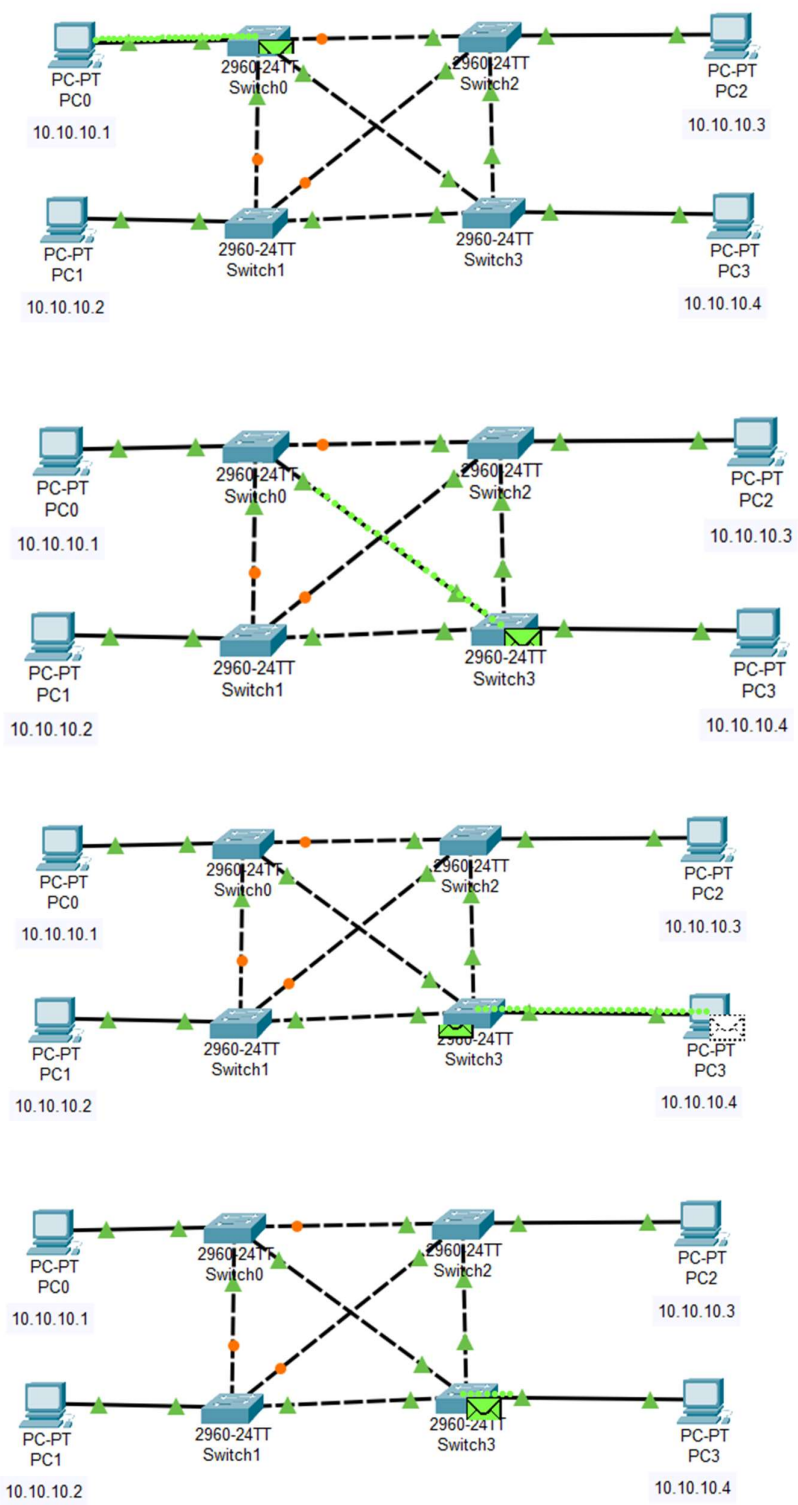 2960-24TT
Switch0
2960-24TT
Switch2
PC-PT
PC0
PC-PT
PC2
10.10.10.1
10.10.10.3
2960-24TT
Switch1
2960-24TT
Switch3
PC-PT
PC1
PC-PT
PC3
10.10.10.2
10.10.10.4
2960-24TT
Switch0
2960-24TT
Switch2
PC-PT
PC0
PC-PT
PC2
10.10.10.1
10.10.10.3
2960-24TT
Switch1
2960-24TT
Switch3
PC-PT
PC1
PC-PT
PC3
10.10.10.2
10.10.10.4
2960-24TT
Switch0
2960-24TT
Switch2
PC-PT
PC0
PC-PT
PC2
10.10.10.1
10.10.10.3
2960-24TT
Switch1
2960-24TT
Switch3
PC-PT
PC1
PC-PT
PC3
10.10.10.2
10.10.10.4
2960-24TT
Switch0
2960-24TT
Switch2
PC-PT
PC0
PC-PT
PC2
10.10.10.1
10.10.10.3
2960-24TT
Switch1
2960-24TT
Switch3
PC-PT
PC1
PC-PT
PC3
10.10.10.2
10.10.10.4